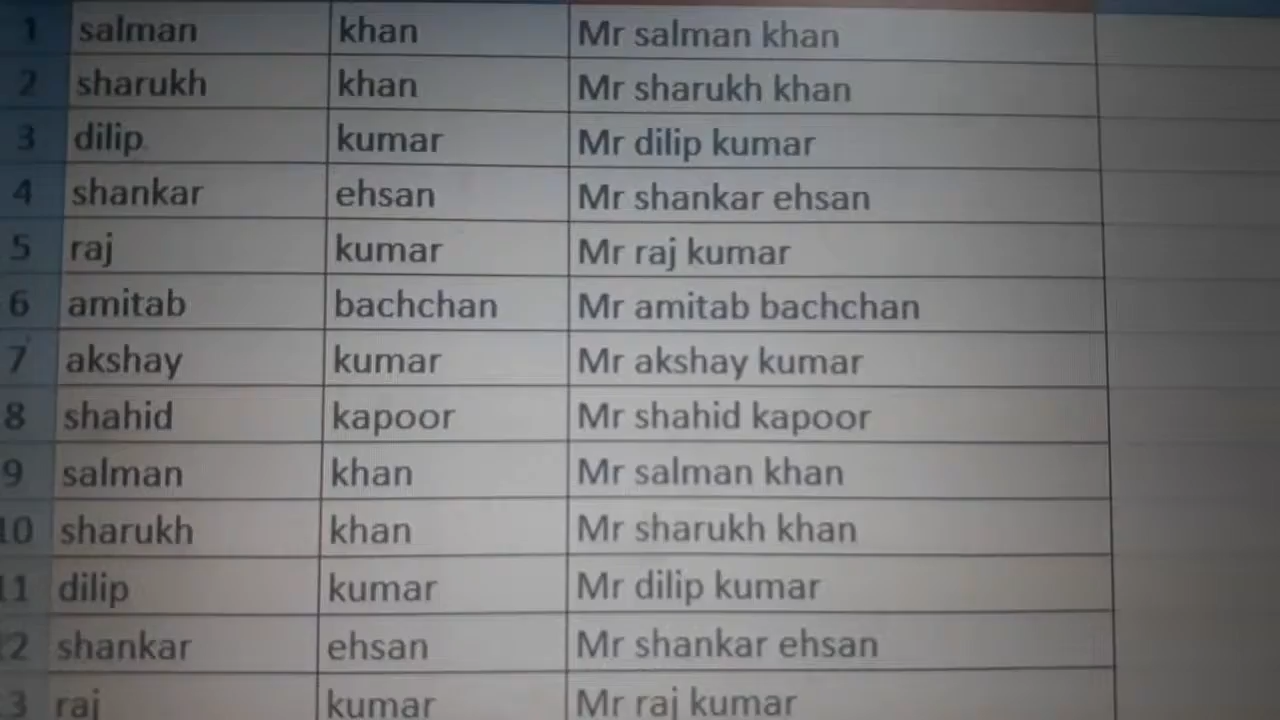 1 salman khan Mr salman khan
2 sharukh khan Mr sharukh khan
3 dilip kumar Mr dilip kumar
4 shankar ehsan Mr shankar ehsan
5 raj kumar Mr raj kumar
6 amitab bachchan Mr amitab bachchan
7 akshay kumar Mr akshay kumar
8 shahid kapoor Mr shahid kapoor
9 salman khan Mr salman khan
10 sharukh khan Mr sharukh khan
11 dilip kumar Mr dilip kumar
12 shankar ehsan Mr shankar ehsan
13 raj kumar Mr raj kumar